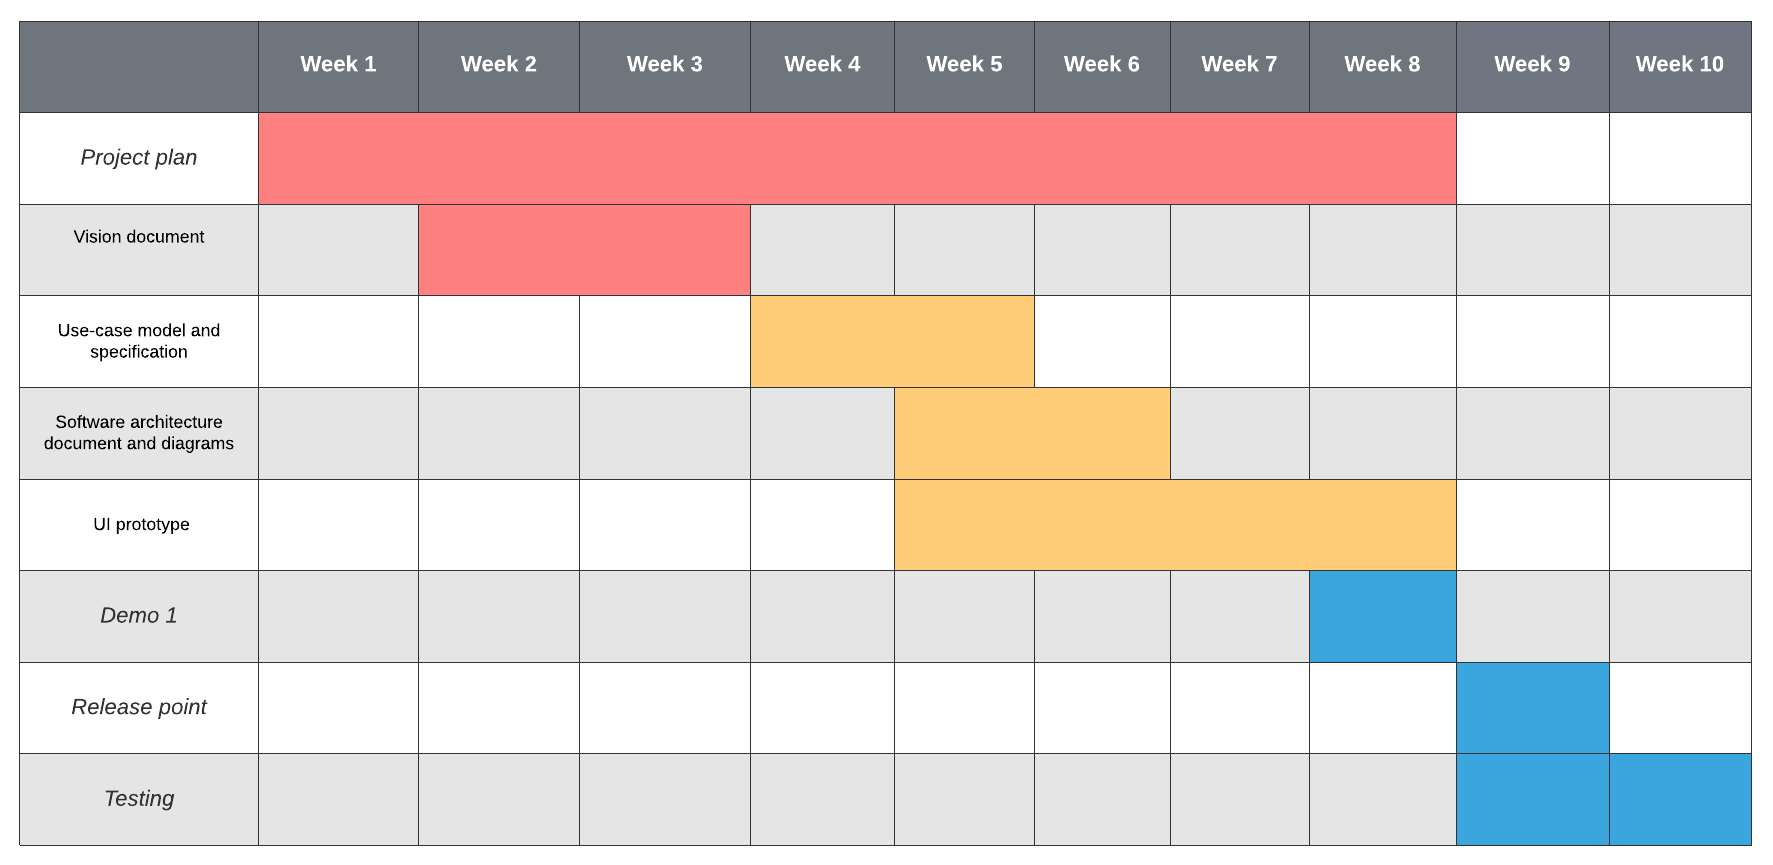 Week 1
Week 2
Week 3
Week 4
Week 5
Week 6
Week 7
Week 8
Week 9
Week 10
Project plan
Vision document
Use-case model and
specification
Software architecture
document and diagrams
UI prototype
Demo 1
Release point
Testing